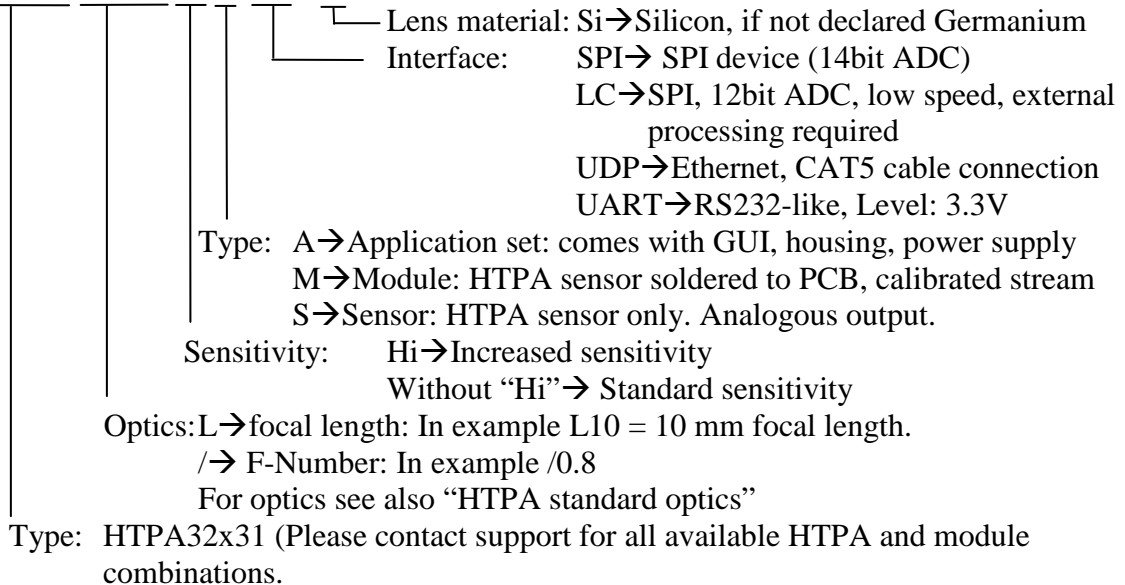 Lens material: Si→Silicon, if not declared Germanium
Interface: SPI→ SPI device (14bit ADC)
LC→SPI, 12bit ADC, low speed, external
processing required
UDP→Ethernet, CAT5 cable connection
UART→RS232-like, Level: 3.3V
Type: A→Application set: comes with GUI, housing, power supply
M→Module: HTPA sensor soldered to PCB, calibrated stream
S→Sensor: HTPA sensor only. Analogous output.
Sensitivity: Hi→Increased sensitivity
Without “Hi”→ Standard sensitivity
Optics:L→focal length: In example L10 = 10 mm focal length.
/→ F-Number: In example /0.8
For optics see also “HTPA standard optics”
Type: HTPA32x31 (Please contact support for all available HTPA and module
combinations.